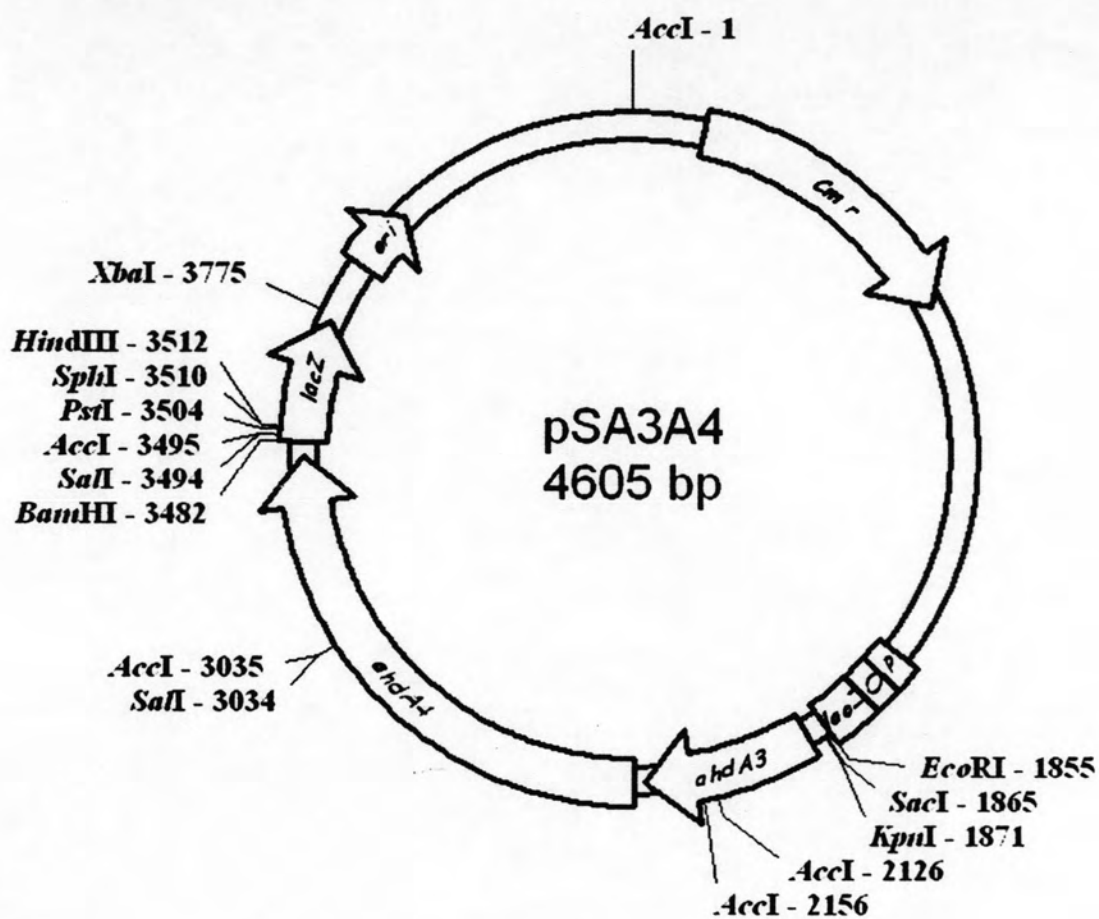 AccI - 1
Cm r
ori
XbaI - 3775
HindIII - 3512
SphI - 3510
PstI - 3504
AccI - 3495
SalI - 3494
BamHI - 3482
lacZ
pSA3A4
4605 bp
AccI - 3035
SalI - 3034
ahdA4
P
O
ahdA3
EcoRI - 1855
SacI - 1865
KpnI - 1871
AccI - 2126
AccI - 2156